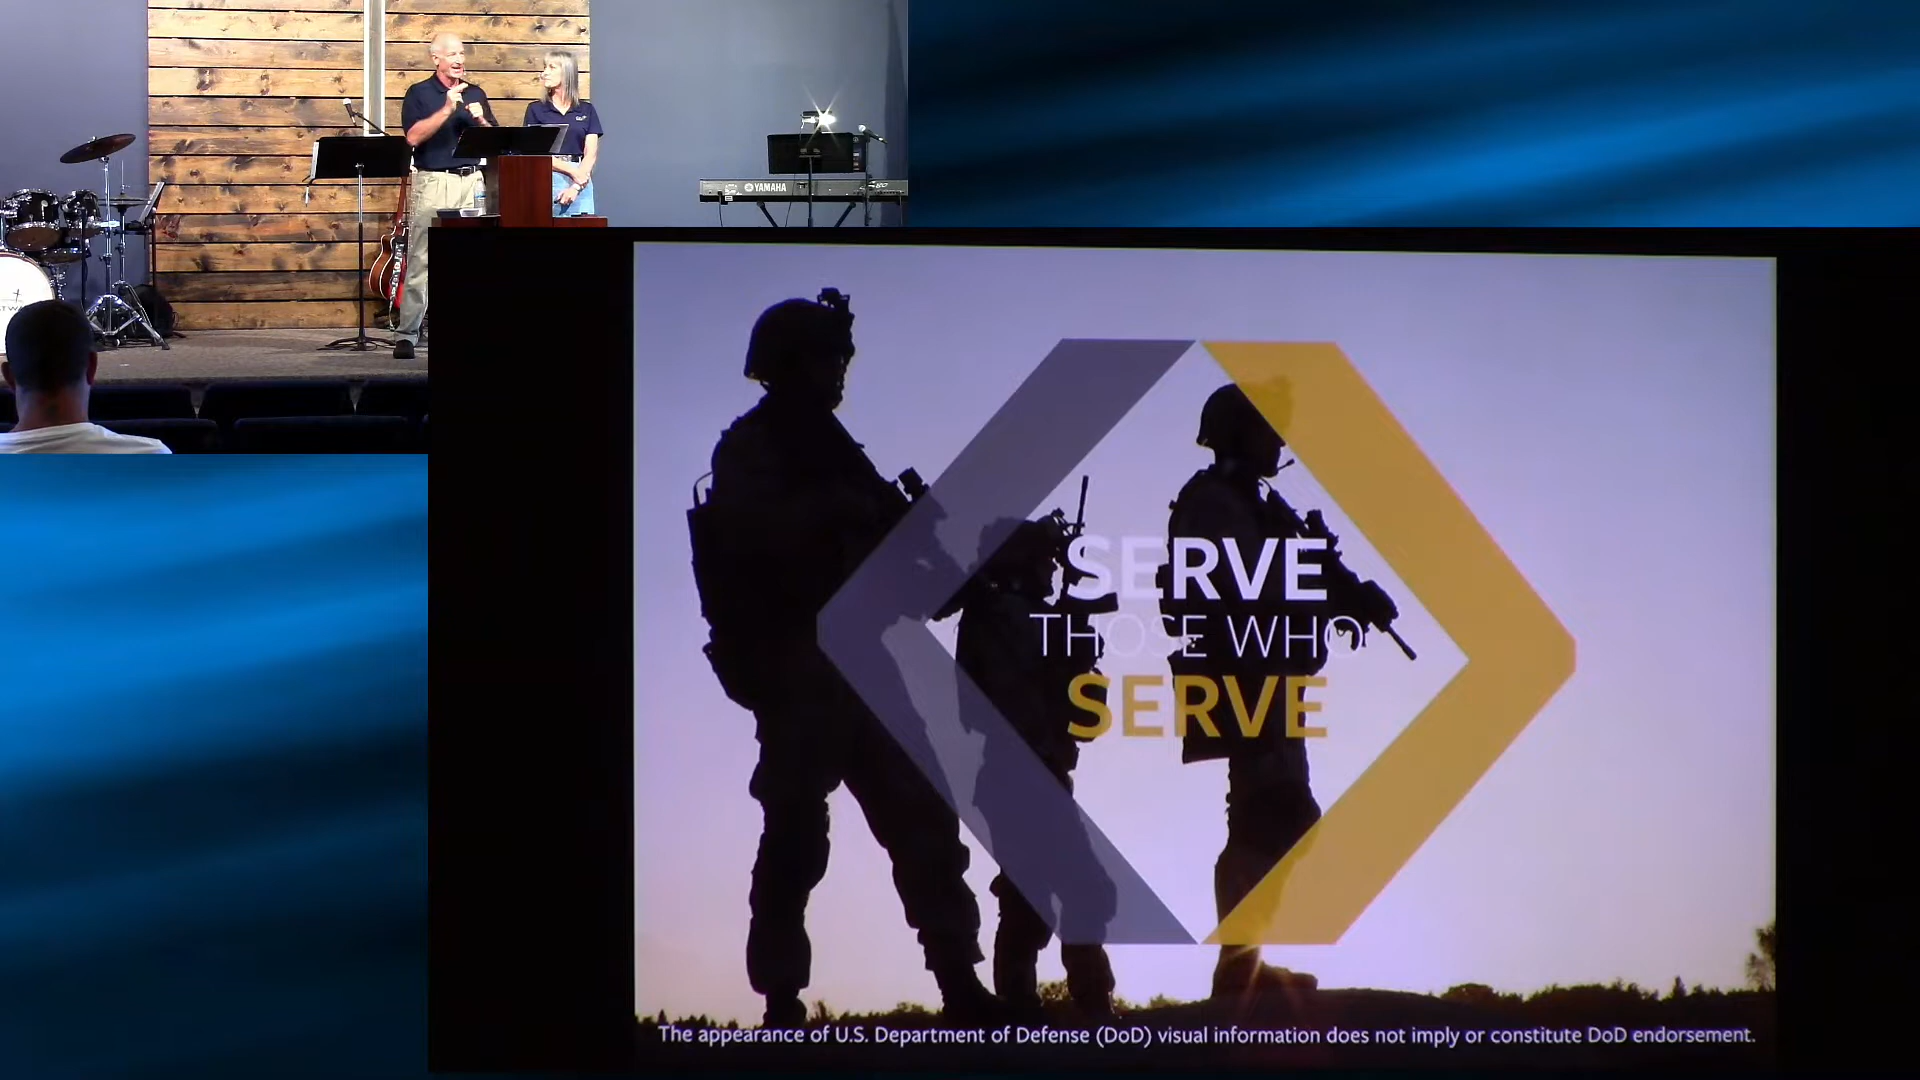 YAMAHA
SERVE
THOSE WHO
SERVE
The appearance of U.S. Department of Defense (DoD) visual information does not imply or constitute DoD endorsement.